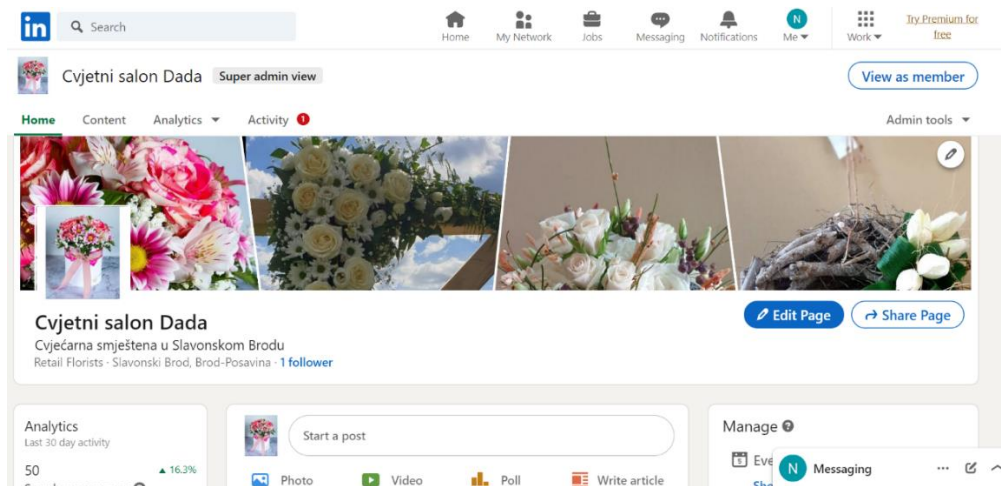 in Search
Home My Network Jobs Messaging Notifications N Me Work Try Premium for free
Cvjetni salon Dada Super admin view View as member
Home Content Analytics Activity 1 Admin tools
Cvjetni salon Dada Edit Page Share Page
Cvjećarna smještena u Slavonskom Brodu
Retail Florists · Slavonski Brod, Brod-Posavina · 1 follower
Analytics
Last 30 day activity
50 16.3%
Start a post
Photo Video Poll Write article
Manage
N Messaging